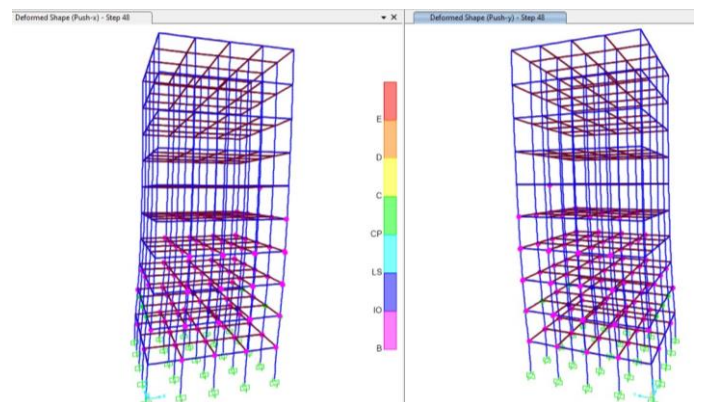 Deformed Shape (Push-x) - Step 48
Deformed Shape (Push-y) - Step 48
E
D
C
CP
LS
IO
B